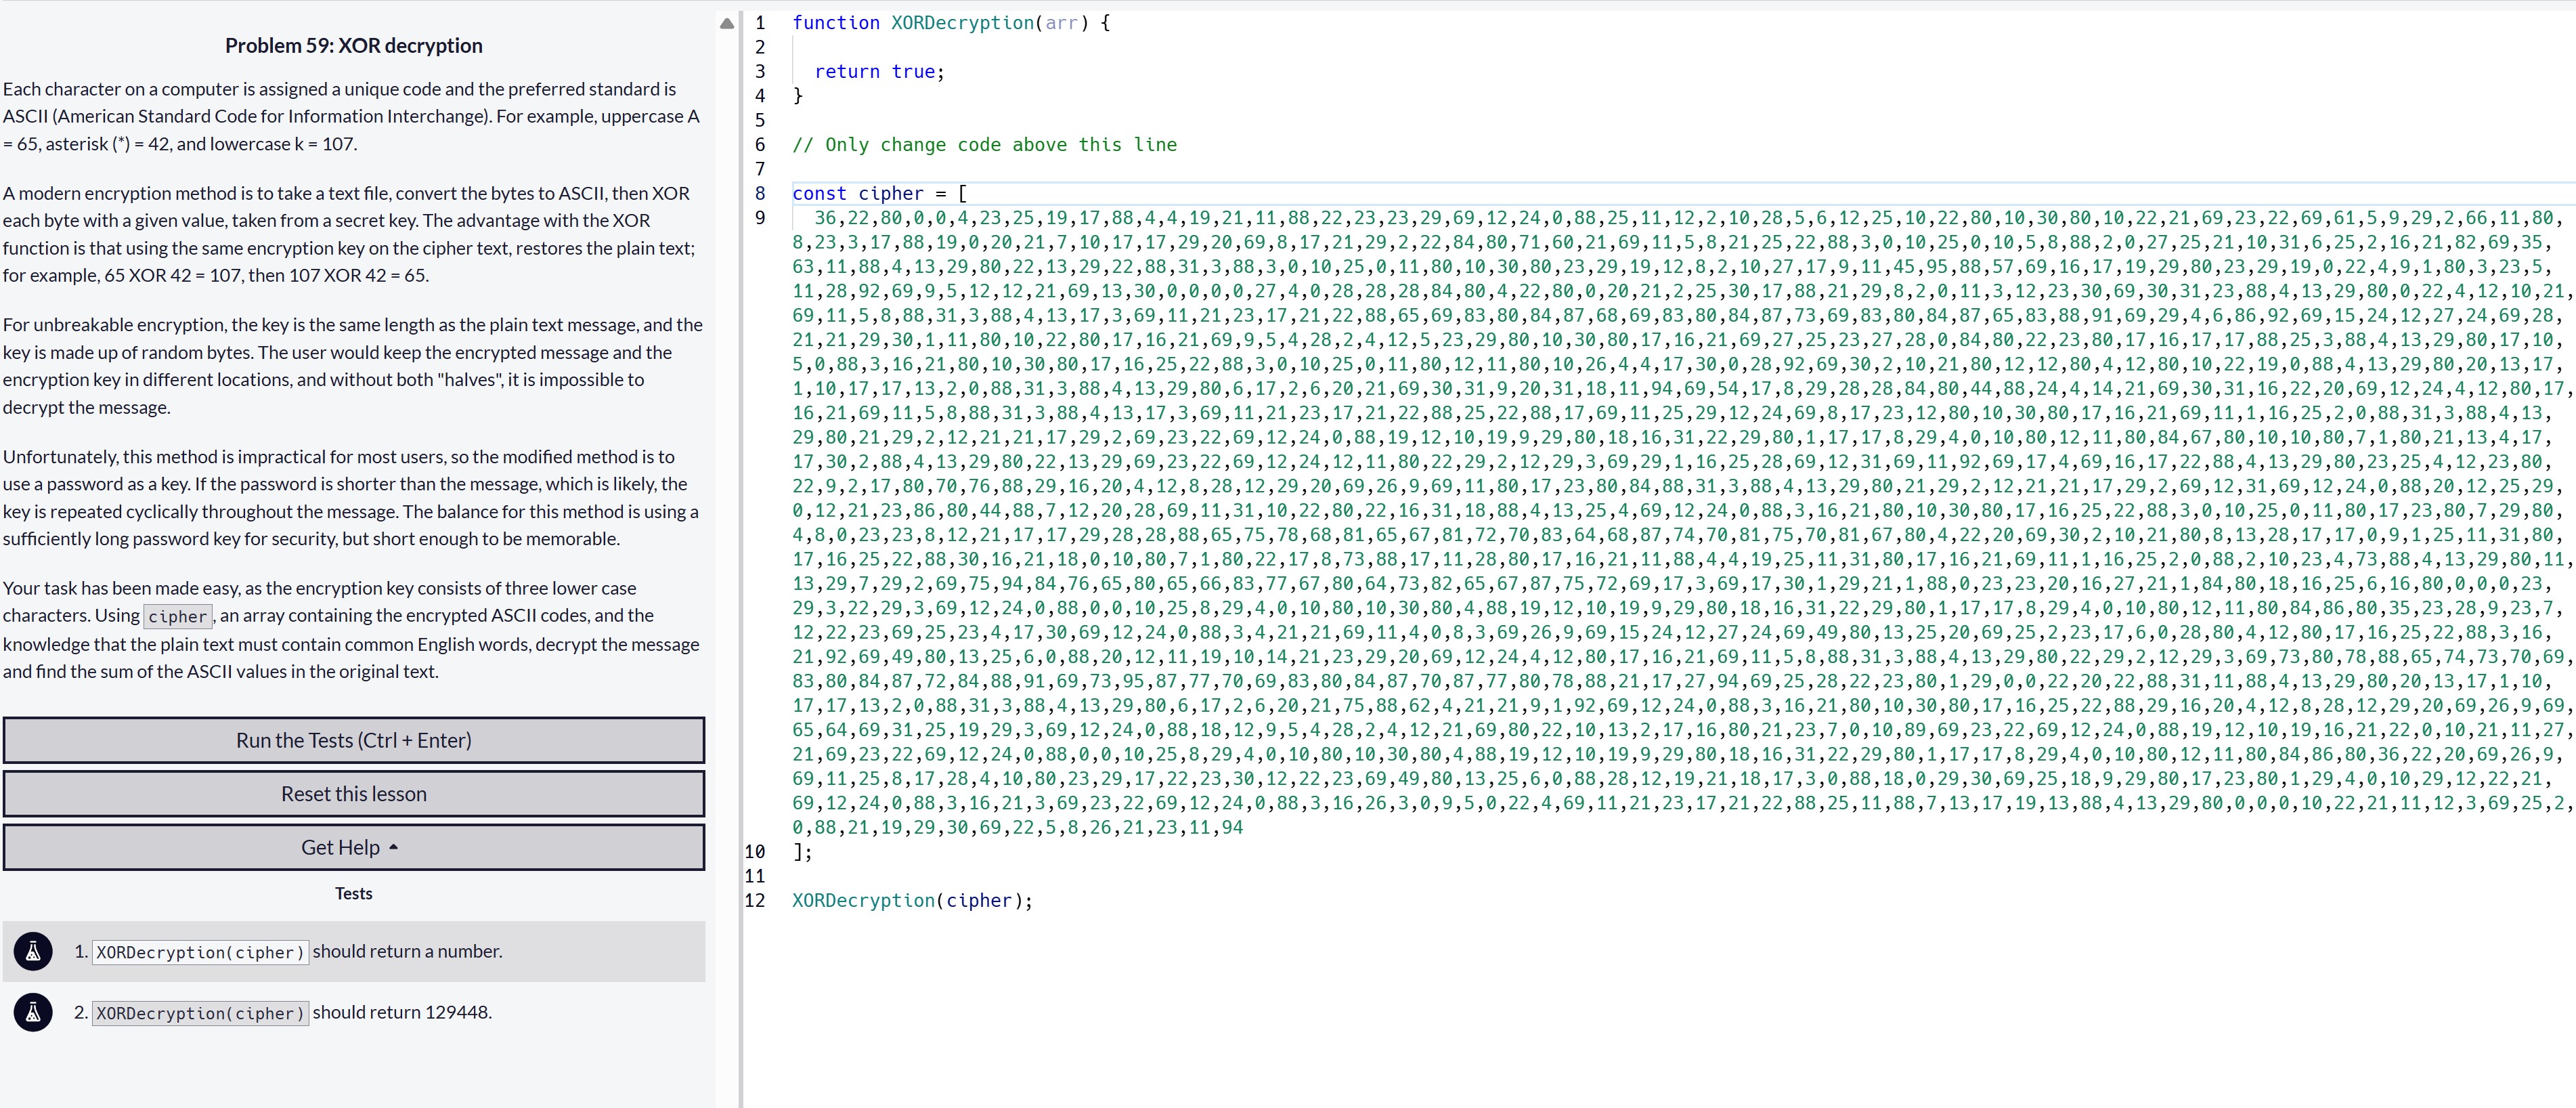 Problem 59: XOR decryption
Each character on a computer is assigned a unique code and the preferred standard is
ASCII (American Standard Code for Information Interchange). For example, uppercase A
= 65, asterisk (*) = 42, and lowercase k = 107.
A modern encryption method is to take a text file, convert the bytes to ASCII, then XOR
each byte with a given value, taken from a secret key. The advantage with the XOR
function is that using the same encryption key on the cipher text, restores the plain text;
for example, 65 XOR 42 = 107, then 107 XOR 42 = 65.
For unbreakable encryption, the key is the same length as the plain text message, and the
key is made up of random bytes. The user would keep the encrypted message and the
encryption key in different locations, and without both "halves", it is impossible to
decrypt the message.
Unfortunately, this method is impractical for most users, so the modified method is to
use a password as a key. If the password is shorter than the message, which is likely, the
key is repeated cyclically throughout the message. The balance for this method is using a
sufficiently long password key for security, but short enough to be memorable.
Your task has been made easy, as the encryption key consists of three lower case
characters. Using cipher, an array containing the encrypted ASCII codes, and the
knowledge that the plain text must contain common English words, decrypt the message
and find the sum of the ASCII values in the original text.
Run the Tests (Ctrl + Enter)
Reset this lesson
Get Help
Tests
1. XORDecryption(cipher) should return a number.
2. XORDecryption(cipher) should return 129448.
1 function XORDecryption(arr) {
2
3 return true;
4 }
5
6 // Only change code above this line
7
8 const cipher = [
9 36,22,80,0,0,4,23,25,19,17,88,4,4,19,21,11,88,22,23,23,29,69,12,24,0,88,25,11,12,2,10,28,5,6,12,25,10,22,80,10,30,80,10,22,21,69,23,22,69,61,5,9,29,2,66,11,80,
8,23,3,17,88,19,0,20,21,7,10,17,17,29,20,69,8,17,21,29,2,22,84,80,71,60,21,69,11,5,8,21,25,22,88,3,0,10,25,0,10,5,8,88,2,0,27,25,21,10,31,6,25,2,16,21,82,69,35,
63,11,88,4,13,29,80,22,13,29,22,88,31,3,88,3,0,10,25,0,11,80,10,30,80,23,29,19,12,8,2,10,27,17,9,11,45,95,88,57,69,16,17,19,29,80,23,29,19,0,22,4,9,1,80,3,23,5,
11,28,92,69,9,5,12,12,21,69,13,30,0,0,0,0,27,4,0,28,28,28,84,80,4,22,80,0,20,21,2,25,30,17,88,21,29,8,2,0,11,3,12,23,30,69,30,31,23,88,4,13,29,80,0,22,4,12,10,21,
69,11,5,8,88,31,3,88,4,13,17,3,69,11,21,23,17,21,22,88,65,69,83,80,84,87,68,69,83,80,84,87,73,69,83,80,84,87,65,83,88,91,69,29,4,6,86,92,69,15,24,12,27,24,69,28,
21,21,29,30,1,11,80,10,22,80,17,16,21,69,9,5,4,28,2,4,12,5,23,29,80,10,30,80,17,16,21,69,27,25,23,27,28,0,84,80,22,23,80,17,16,17,17,88,25,3,88,4,13,29,80,17,10,
5,0,88,3,16,21,80,10,30,80,17,16,25,22,88,3,0,10,25,0,11,80,12,11,80,10,26,4,4,17,30,0,28,92,69,30,2,10,21,80,12,12,80,4,12,80,10,22,19,0,88,4,13,29,80,20,13,17,
1,10,17,17,13,2,0,88,31,3,88,4,13,29,80,6,17,2,6,20,21,69,30,31,9,20,31,18,11,94,69,54,17,8,29,28,28,84,80,44,88,24,4,14,21,69,30,31,16,22,20,69,12,24,4,12,80,17,
16,21,69,11,5,8,88,31,3,88,4,13,17,3,69,11,21,23,17,21,22,88,25,22,88,17,69,11,25,29,12,24,69,8,17,23,12,80,10,30,80,17,16,21,69,11,1,16,25,2,0,88,31,3,88,4,13,
29,80,21,29,2,12,21,21,17,29,2,69,23,22,69,12,24,0,88,19,12,10,19,9,29,80,18,16,31,22,29,80,1,17,17,8,29,4,0,10,80,12,11,80,84,67,80,10,10,80,7,1,80,21,13,4,17,
17,30,2,88,4,13,29,80,22,13,29,69,23,22,69,12,24,12,11,80,22,29,2,12,29,3,69,29,1,16,25,28,69,12,31,69,11,92,69,17,4,69,16,17,22,88,4,13,29,80,23,25,4,12,23,80,
22,9,2,17,80,70,76,88,29,16,20,4,12,8,28,12,29,20,69,26,9,69,11,80,17,23,80,84,88,31,3,88,4,13,29,80,21,29,2,12,21,21,17,29,2,69,12,31,69,12,24,0,88,20,12,25,29,
0,12,21,23,86,80,44,88,7,12,20,28,69,11,31,10,22,80,22,16,31,18,88,4,13,25,4,69,12,24,0,88,3,16,21,80,10,30,80,17,16,25,22,88,3,0,10,25,0,11,80,17,23,80,7,29,80,
4,8,0,23,23,8,12,21,17,17,29,28,28,88,65,75,78,68,81,65,67,81,72,70,83,64,68,87,74,70,81,75,70,81,67,80,4,22,20,69,30,2,10,21,80,8,13,28,17,17,0,9,1,25,11,31,80,
17,16,25,22,88,30,16,21,18,0,10,80,7,1,80,22,17,8,73,88,17,11,28,80,17,16,21,11,88,4,4,19,25,11,31,80,17,16,21,69,11,1,16,25,2,0,88,2,10,23,4,73,88,4,13,29,80,11,
13,29,7,29,2,69,75,94,84,76,65,80,65,66,83,77,67,80,64,73,82,65,67,87,75,72,69,17,3,69,17,30,1,29,21,1,88,0,23,23,20,16,27,21,1,84,80,18,16,25,6,16,80,0,0,0,23,
29,3,22,29,3,69,12,24,0,88,0,0,10,25,8,29,4,0,10,80,10,30,80,4,88,19,12,10,19,9,29,80,18,16,31,22,29,80,1,17,17,8,29,4,0,10,80,12,11,80,84,86,80,35,23,28,9,23,7,
12,22,23,69,25,23,4,17,30,69,12,24,0,88,3,4,21,21,69,11,4,0,8,3,69,26,9,69,15,24,12,27,24,69,49,80,13,25,20,69,25,2,23,17,6,0,28,80,4,12,80,17,16,25,22,88,3,16,
21,92,69,49,80,13,25,6,0,88,20,12,11,19,10,14,21,23,29,20,69,12,24,4,12,80,17,16,21,69,11,5,8,88,31,3,88,4,13,29,80,22,29,2,12,29,3,69,73,80,78,88,65,74,73,70,69,
83,80,84,87,72,84,88,91,69,73,95,87,77,70,69,83,80,84,87,70,87,77,80,78,88,21,17,27,94,69,25,28,22,23,80,1,29,0,0,22,20,22,88,31,11,88,4,13,29,80,20,13,17,1,10,
17,17,13,2,0,88,31,3,88,4,13,29,80,6,17,2,6,20,21,75,88,62,4,21,21,9,1,92,69,12,24,0,88,3,16,21,80,10,30,80,17,16,25,22,88,29,16,20,4,12,8,28,12,29,20,69,26,9,69,
65,64,69,31,25,19,29,3,69,12,24,0,88,18,12,9,5,4,28,2,4,12,21,69,80,22,10,13,2,17,16,80,21,23,7,0,10,89,69,23,22,69,12,24,0,88,19,12,10,19,16,21,22,0,10,21,11,27,
21,69,23,22,69,12,24,0,88,0,0,10,25,8,29,4,0,10,80,10,30,80,4,88,19,12,10,19,9,29,80,18,16,31,22,29,80,1,17,17,8,29,4,0,10,80,12,11,80,84,86,80,36,22,20,69,26,9,
69,11,25,8,17,28,4,10,80,23,29,17,22,23,30,12,22,23,69,49,80,13,25,6,0,88,28,12,19,21,18,17,3,0,88,18,0,29,30,69,25,18,9,29,80,17,23,80,1,29,4,0,10,29,12,22,21,
69,12,24,0,88,3,16,21,3,69,23,22,69,12,24,0,88,3,16,26,3,0,9,5,0,22,4,69,11,21,23,17,21,22,88,25,11,88,7,13,17,19,13,88,4,13,29,80,0,0,0,10,22,21,11,12,3,69,25,2,
0,88,21,19,29,30,69,22,5,8,26,21,23,11,94
10 ];
11
12 XORDecryption(cipher);